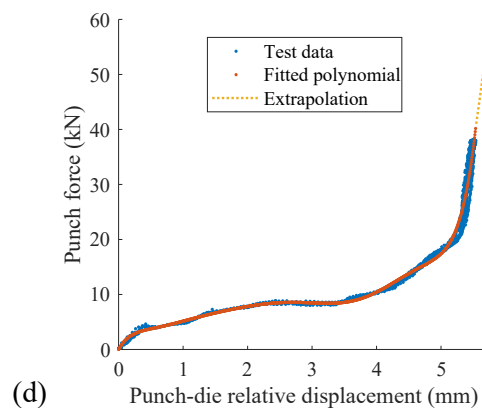 60
50
40
30
20
10
0
Punch force (kN)
Test data
Fitted polynomial
Extrapolation
0 1 2 3 4 5
Punch-die relative displacement (mm)
(d)